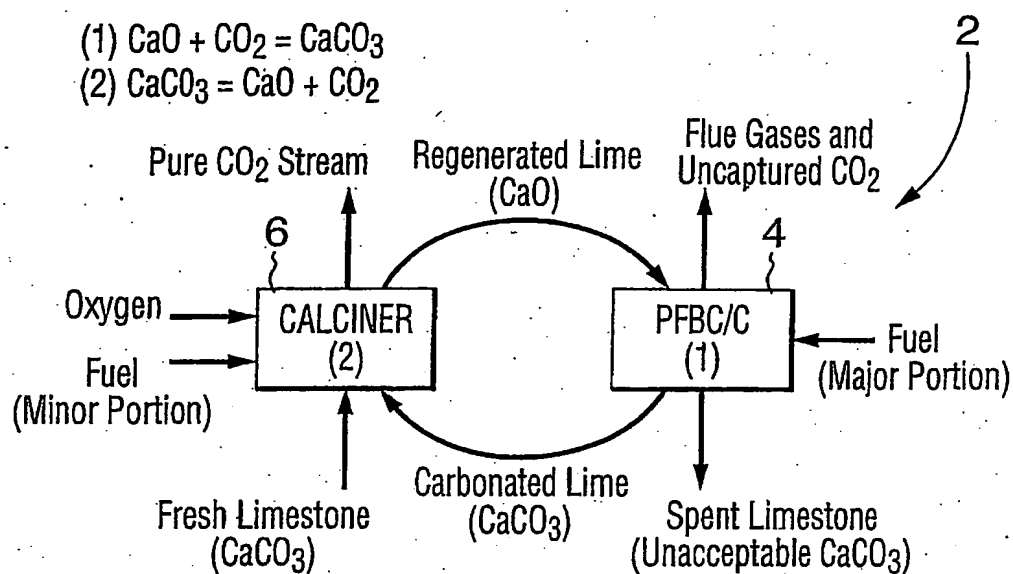 (1) CaO + CO₂ = CaCO₃
(2) CaCO₃ = CaO + CO₂
2
Pure CO₂ Stream
Regenerated Lime
(CaO)
Flue Gases and
Uncaptured CO₂
6
4
Oxygen
Fuel
(Minor Portion)
CALCINER
(2)
PFBC/C
(1)
Fuel
(Major Portion)
Fresh Limestone
(CaCO₃)
Carbonated Lime
(CaCO₃)
Spent Limestone
(Unacceptable CaCO₃)